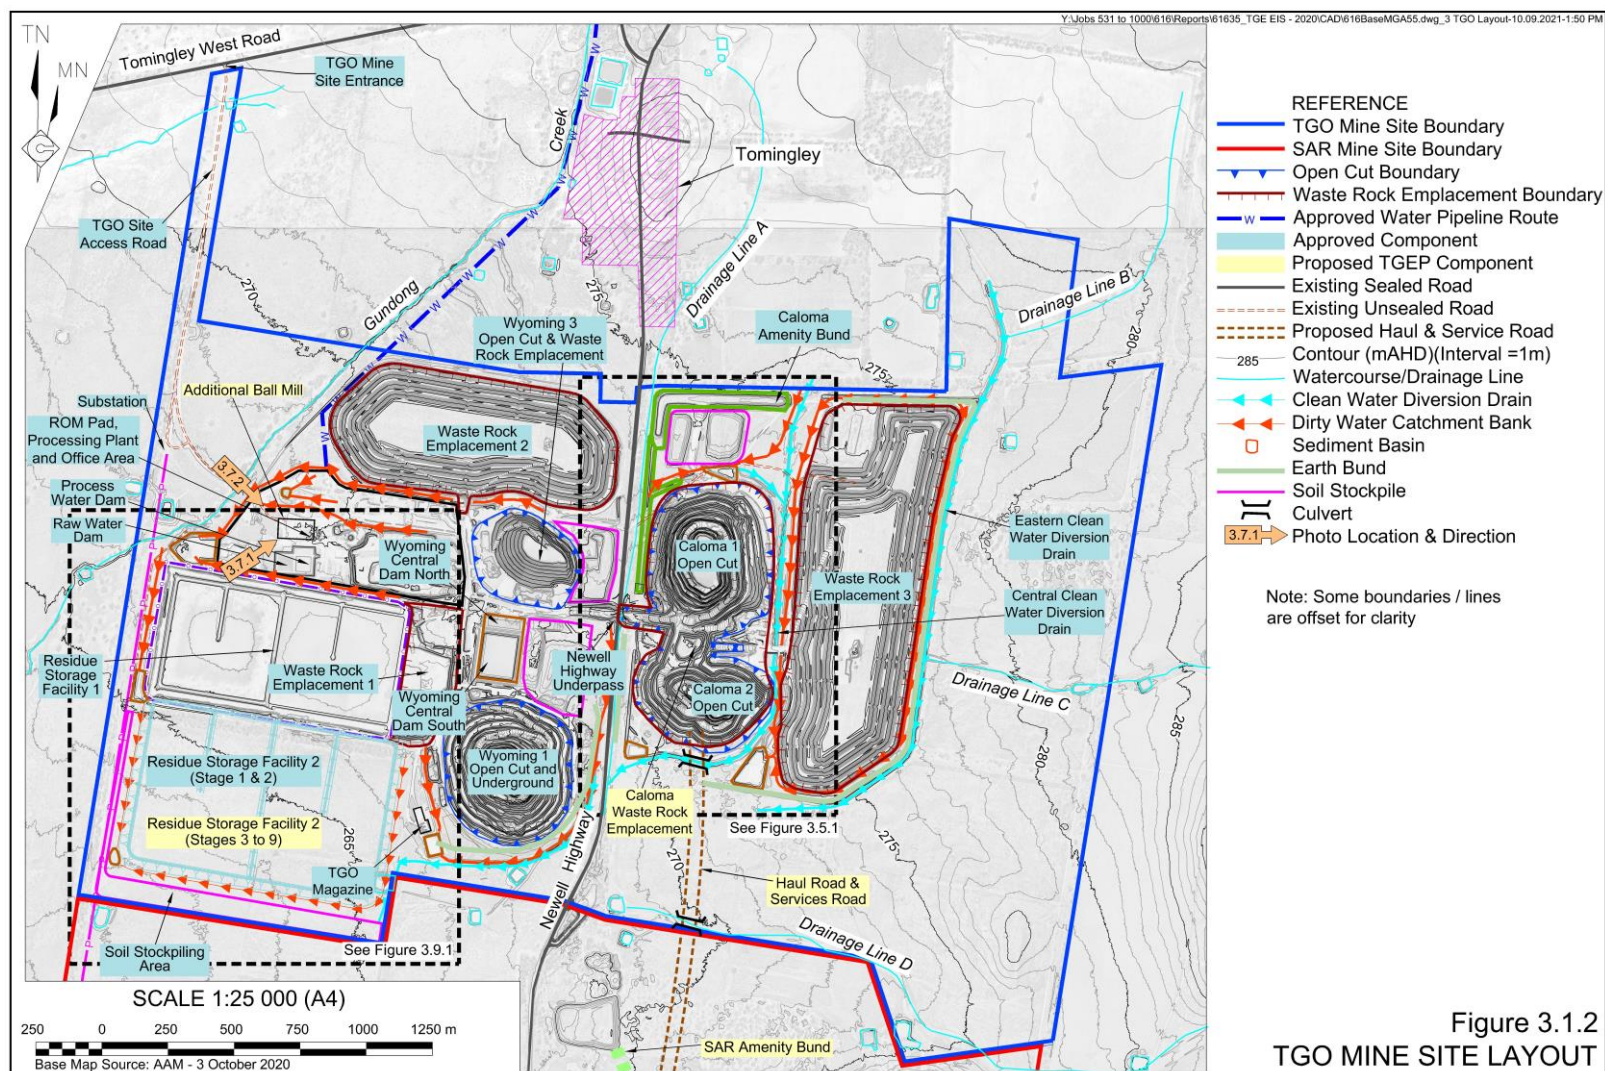 Y:\Jobs 531 to 1000\616\Reports\61635_TGE EIS - 2020\CAD\616BaseMGA55.dwg_3 TGO Layout-10.09.2021-1:50 PM
TN
MN
Tomingley West Road
TGO Mine
Site Entrance
TGO Site
Access Road
Creek
Gundong
Tomingley
Drainage Line A
Drainage Line B
270
275
275
280
Wyoming 3
Open Cut & Waste
Rock Emplacement
Caloma
Amenity Bund
Additional Ball Mill
Substation
ROM Pad,
Processing Plant
and Office Area
Process
Water Dam
Raw Water
Dam
3.7.2
3.7.1
Waste Rock
Emplacement 2
Wyoming
Central
Dam North
Caloma 1
Open Cut
Waste Rock
Emplacement 3
Eastern Clean
Water Diversion
Drain
Central Clean
Water Diversion
Drain
Residue
Storage
Facility 1
Waste Rock
Emplacement 1
Wyoming
Central
Dam South
Newell
Highway
Underpass
Caloma 2
Open Cut
Drainage Line C
Residue Storage Facility 2
(Stage 1 & 2)
Wyoming 1
Open Cut and
Underground
Residue Storage Facility 2
(Stages 3 to 9)
265
Caloma
Waste Rock
Emplacement
See Figure 3.5.1
285
280
275
270
TGO
Magazine
Newell Highway
Haul Road &
Services Road
Drainage Line D
Soil Stockpiling
Area
See Figure 3.9.1
SAR Amenity Bund
SCALE 1:25 000 (A4)
250 0 250 500 750 1000 1250 m
Base Map Source: AAM - 3 October 2020
REFERENCE
TGO Mine Site Boundary
SAR Mine Site Boundary
Open Cut Boundary
Waste Rock Emplacement Boundary
W Approved Water Pipeline Route
Approved Component
Proposed TGEP Component
Existing Sealed Road
Existing Unsealed Road
Proposed Haul & Service Road
285 Contour (mAHD)(Interval =1m)
Watercourse/Drainage Line
Clean Water Diversion Drain
Dirty Water Catchment Bank
Sediment Basin
Earth Bund
Soil Stockpile
Culvert
3.7.1 Photo Location & Direction
Note: Some boundaries / lines
are offset for clarity
Figure 3.1.2
TGO MINE SITE LAYOUT